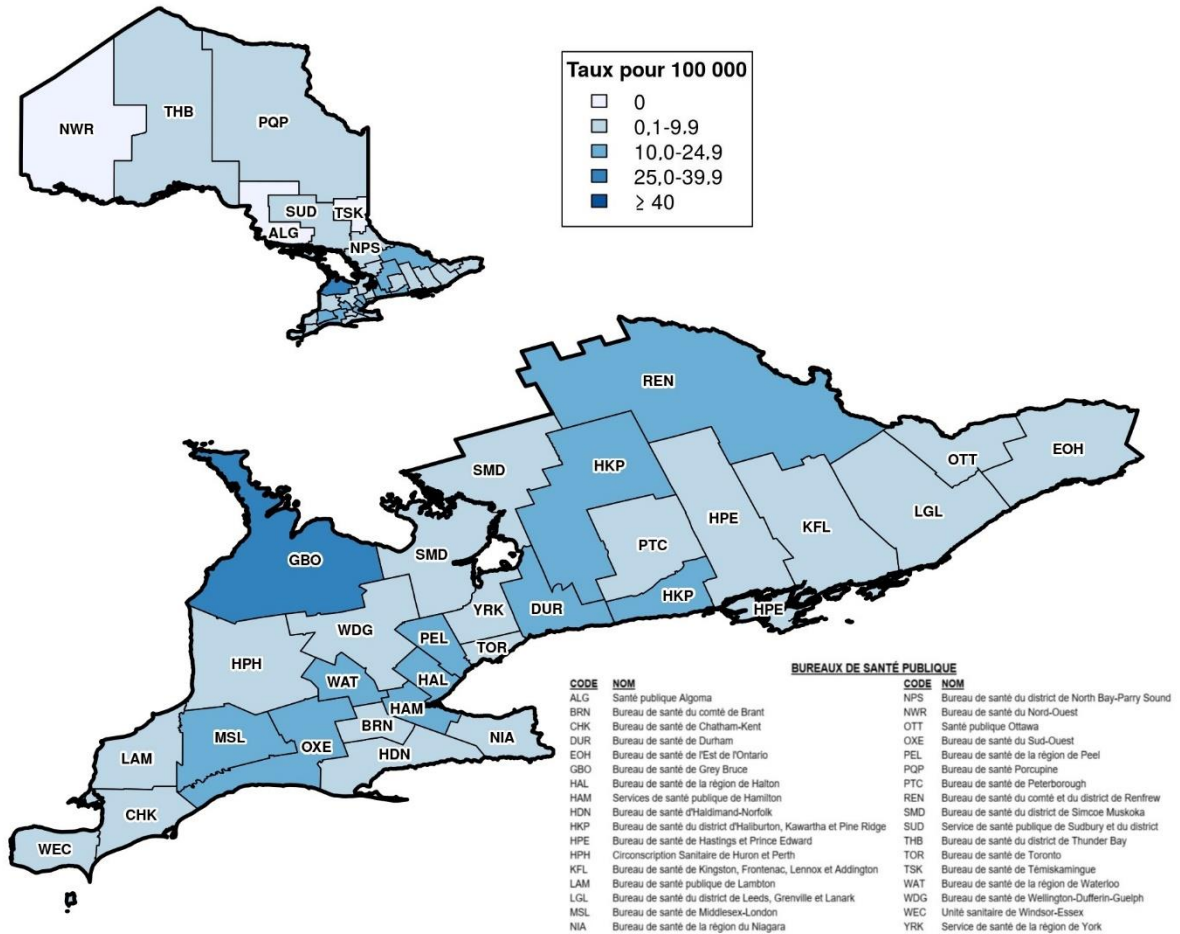 Taux pour 100 000
0
0,1-9.9
10,0-24,9
25,0-39,9
≥ 40
NWR
THB
PQP
SUD
TSK
ALG
NPS
REN
SMD
HKP
OTT
EOH
LGL
HPE
KFL
PTC
GBO
SMD
YRK
DUR
HKP
HPE
WDG
PEL
TOR
HPH
WAT
HAL
HAM
BRN
MSL
OXE
NIA
HDN
LAM
CHK
WEC
BUREAUX DE SANTÉ PUBLIQUE
CODE NOM
ALG Santé publique Algoma
BRN Bureau de santé du comté de Brant
CHK Bureau de santé de Chatham-Kent
DUR Bureau de santé de Durham
EOH Bureau de santé de l'Est de l'Ontario
GBO Bureau de santé de Grey Bruce
HAL Bureau de santé de la région de Halton
HAM Services de santé publique de Hamilton
HDN Bureau de santé d'Haldimand-Norfolk
HKP Bureau de santé du district d'Haliburton, Kawartha et Pine Ridge
HPE Bureau de santé de Hastings et Prince Edward
HPH Circonscription Sanitaire de Huron et Perth
KFL Bureau de santé de Kingston, Frontenac, Lennox et Addington
LAM Bureau de santé publique de Lambton
LGL Bureau de santé du district de Leeds, Grenville et Lanark
MSL Bureau de santé de Middlesex-London
NIA Bureau de santé de la région du Niagara
CODE NOM
NPS Bureau de santé du district de North Bay-Parry Sound
NWR Bureau de santé du Nord-Ouest
OTT Santé publique Ottawa
OXE Bureau de santé du Sud-Ouest
PEL Bureau de santé de la région de Peel
PQP Bureau de santé Porcupine
PTC Bureau de santé de Peterborough
REN Bureau de santé du comté et du district de Renfrew
SMD Bureau de santé du district de Simcoe Muskoka
SUD Service de santé publique de Sudbury et du district
THB Bureau de santé du district de Thunder Bay
TOR Bureau de santé de Toronto
TSK Bureau de santé de Témiskamingue
WAT Bureau de santé de la région de Waterloo
WDG Bureau de santé de Wellington-Dufferin-Guelph
WEC Unité sanitaire de Windsor-Essex
YRK Service de santé de la région de York